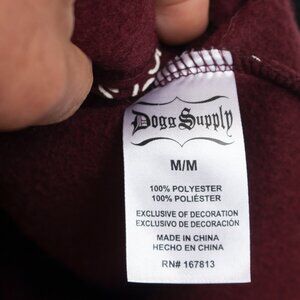 Dogg Supply
M/M
100% POLYESTER
100% POLIÉSTER
EXCLUSIVE OF DECORATION
EXCLUSIVO DE DECORACIÓN
MADE IN CHINA
HECHO EN CHINA
RN# 167813